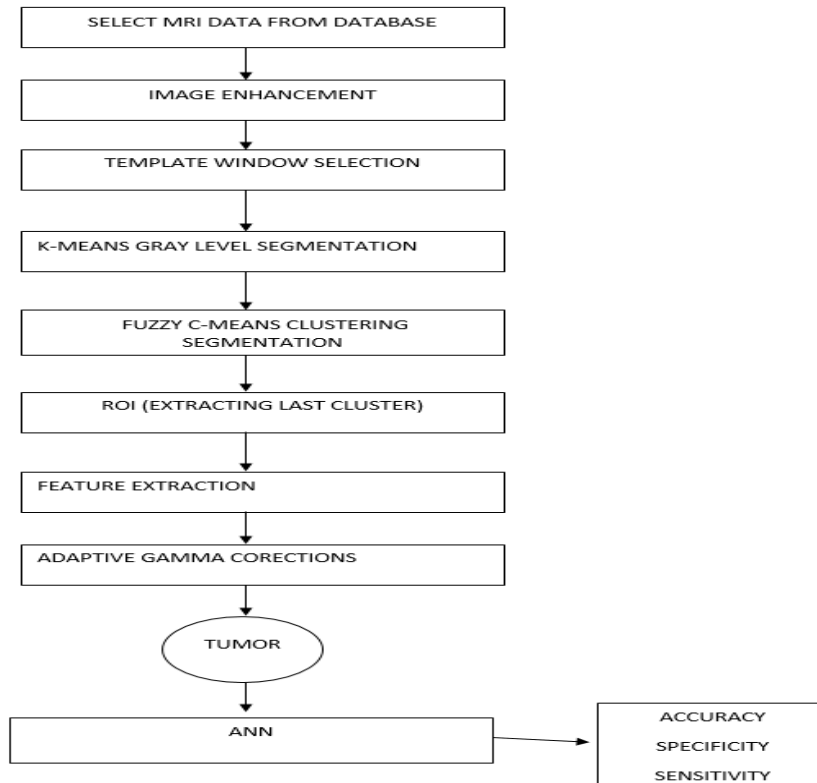 SELECT MRI DATA FROM DATABASE
IMAGE ENHANCEMENT
TEMPLATE WINDOW SELECTION
K-MEANS GRAY LEVEL SEGMENTATION
FUZZY C-MEANS CLUSTERING
SEGMENTATION
ROI (EXTRACTING LAST CLUSTER)
FEATURE EXTRACTION
ADAPTIVE GAMMA CORECTIONS
TUMOR
ANN
ACCURACY
SPECIFICITY
SENSITIVITY